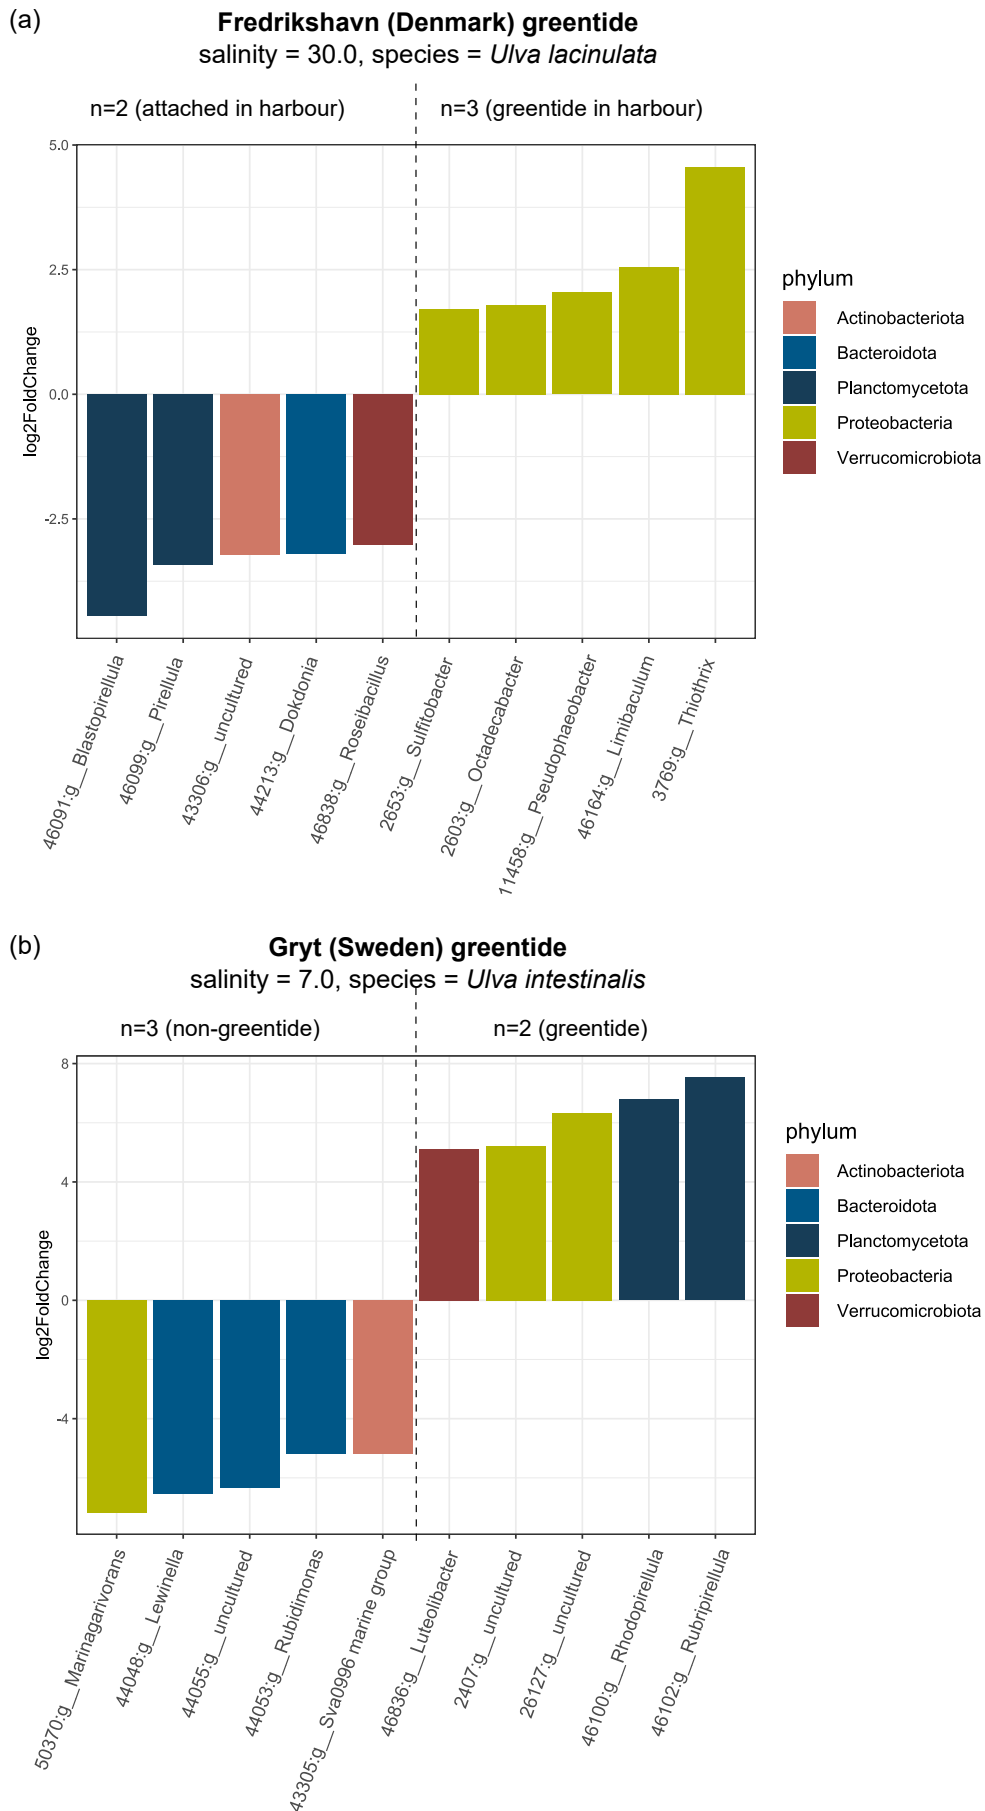 (a)
Fredrikshavn (Denmark) greentide
salinity = 30.0, species = Ulva lacinulata
n=2 (attached in harbour)
n=3 (greentide in harbour)
5.0
2.5
0.0
-2.5
log2FoldChange
46091:g__Blastopirellula
46099:g__Pirellula
43306:g__uncultured
44213:g__Dokdonia
46838:g__Roseibacillus
2653:g__Sulfitobacter
2603:g__Octadecabacter
11458:g__Pseudophaeobacter
46164:g__Limibaculum
3769:g__Thiothrix
phylum
Actinobacteriota
Bacteroidota
Planctomycetota
Proteobacteria
Verrucomicrobiota
(b)
Gryt (Sweden) greentide
salinity = 7.0, species = Ulva intestinalis
n=3 (non-greentide)
n=2 (greentide)
8
4
0
-4
log2FoldChange
50370:g__Marinagarivorans
44048:g__Lewinella
44055:g__uncultured
44053:g__Rubidimonas
43305:g__Sva0996 marine group
46836:g__Luteolibacter
2407:g__uncultured
26127:g__uncultured
46100:g__Rhodopirellula
46102:g__Rubripirellula
phylum
Actinobacteriota
Bacteroidota
Planctomycetota
Proteobacteria
Verrucomicrobiota